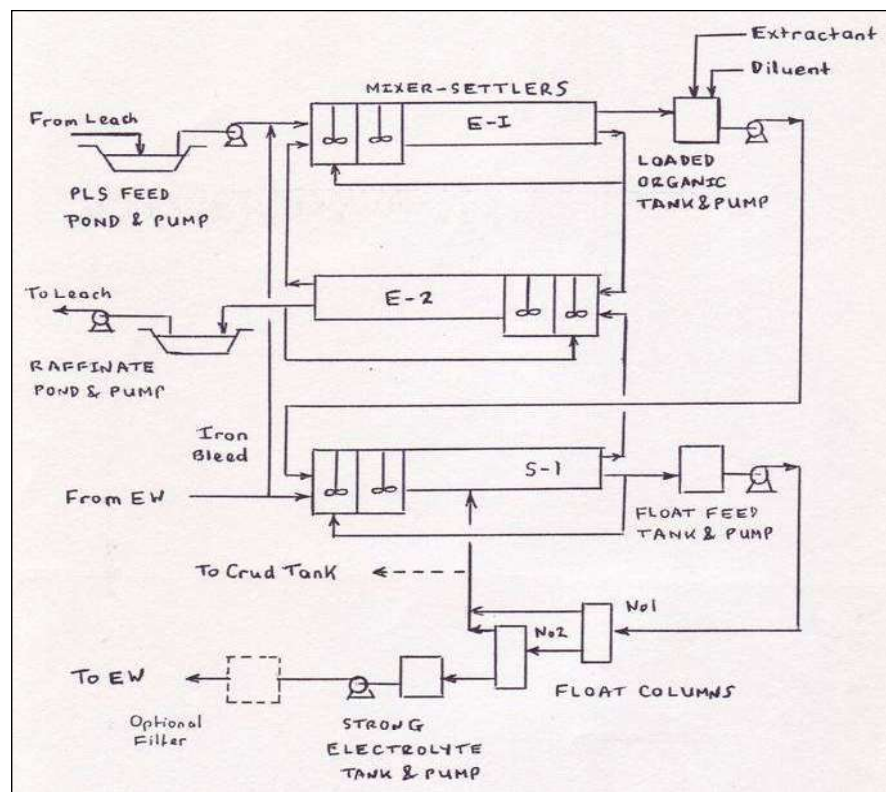 Extractant
Diluent
MIXER-SETTLERS
From Leach
E-1
PLS FEED
POND & PUMP
LOADED
ORGANIC
TANK & PUMP
To Leach
E-2
RAFFINATE
POND & PUMP
Iron
Bleed
S-1
From EW
FLOAT FEED
TANK & PUMP
To Crud Tank
No1
No2
To EW
FLOAT COLUMNS
Optional
Filter
STRONG
ELECTROLYTE
TANK & PUMP